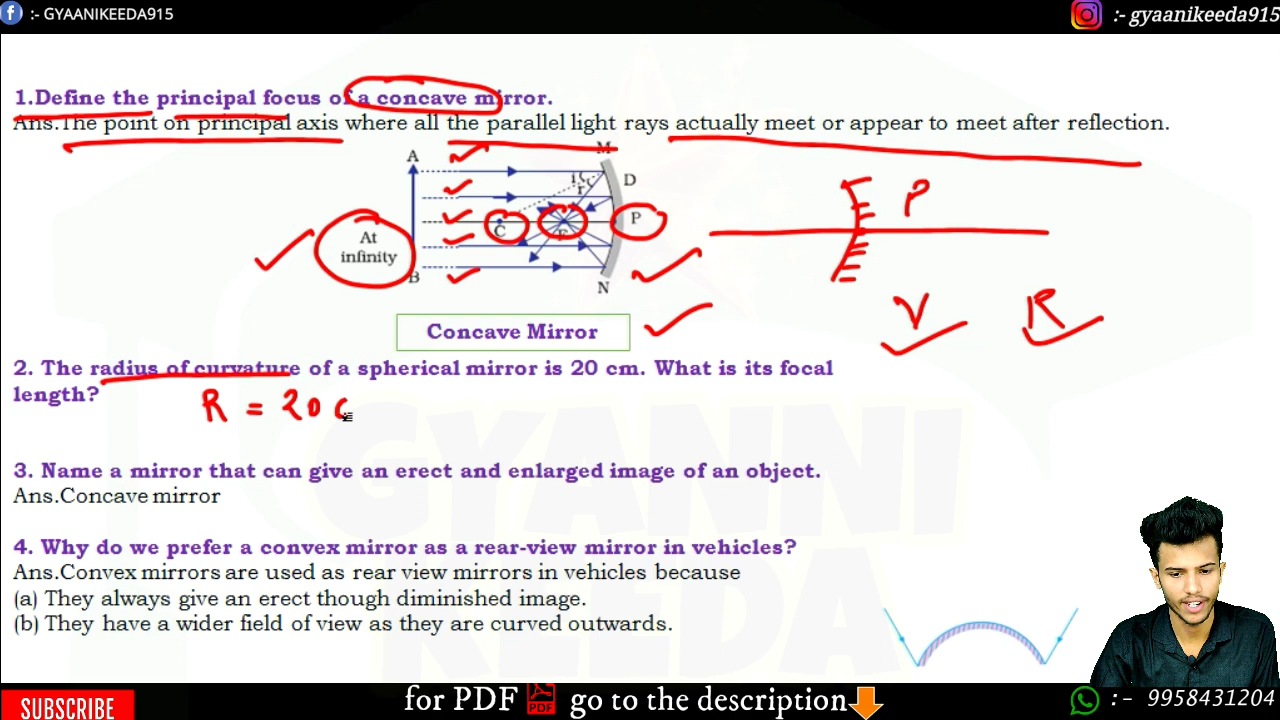 :- GYAANIKEEDA915
:- gyaanikeeda915
1.Define the principal focus of a concave mirror.
Ans.The point on principal axis where all the parallel light rays actually meet or appear to meet after reflection.
A
M
D
i
r
P
C
F
At
infinity
B
N
P
V R
Concave Mirror
2. The radius of curvature of a spherical mirror is 20 cm. What is its focal
length?
R = 20 c
3. Name a mirror that can give an erect and enlarged image of an object.
Ans.Concave mirror
4. Why do we prefer a convex mirror as a rear-view mirror in vehicles?
Ans.Convex mirrors are used as rear view mirrors in vehicles because
(a) They always give an erect though diminished image.
(b) They have a wider field of view as they are curved outwards.
GYANNI
KEEDA
SUBSCRIBE
for PDF PDF go to the description
:- 9958431204